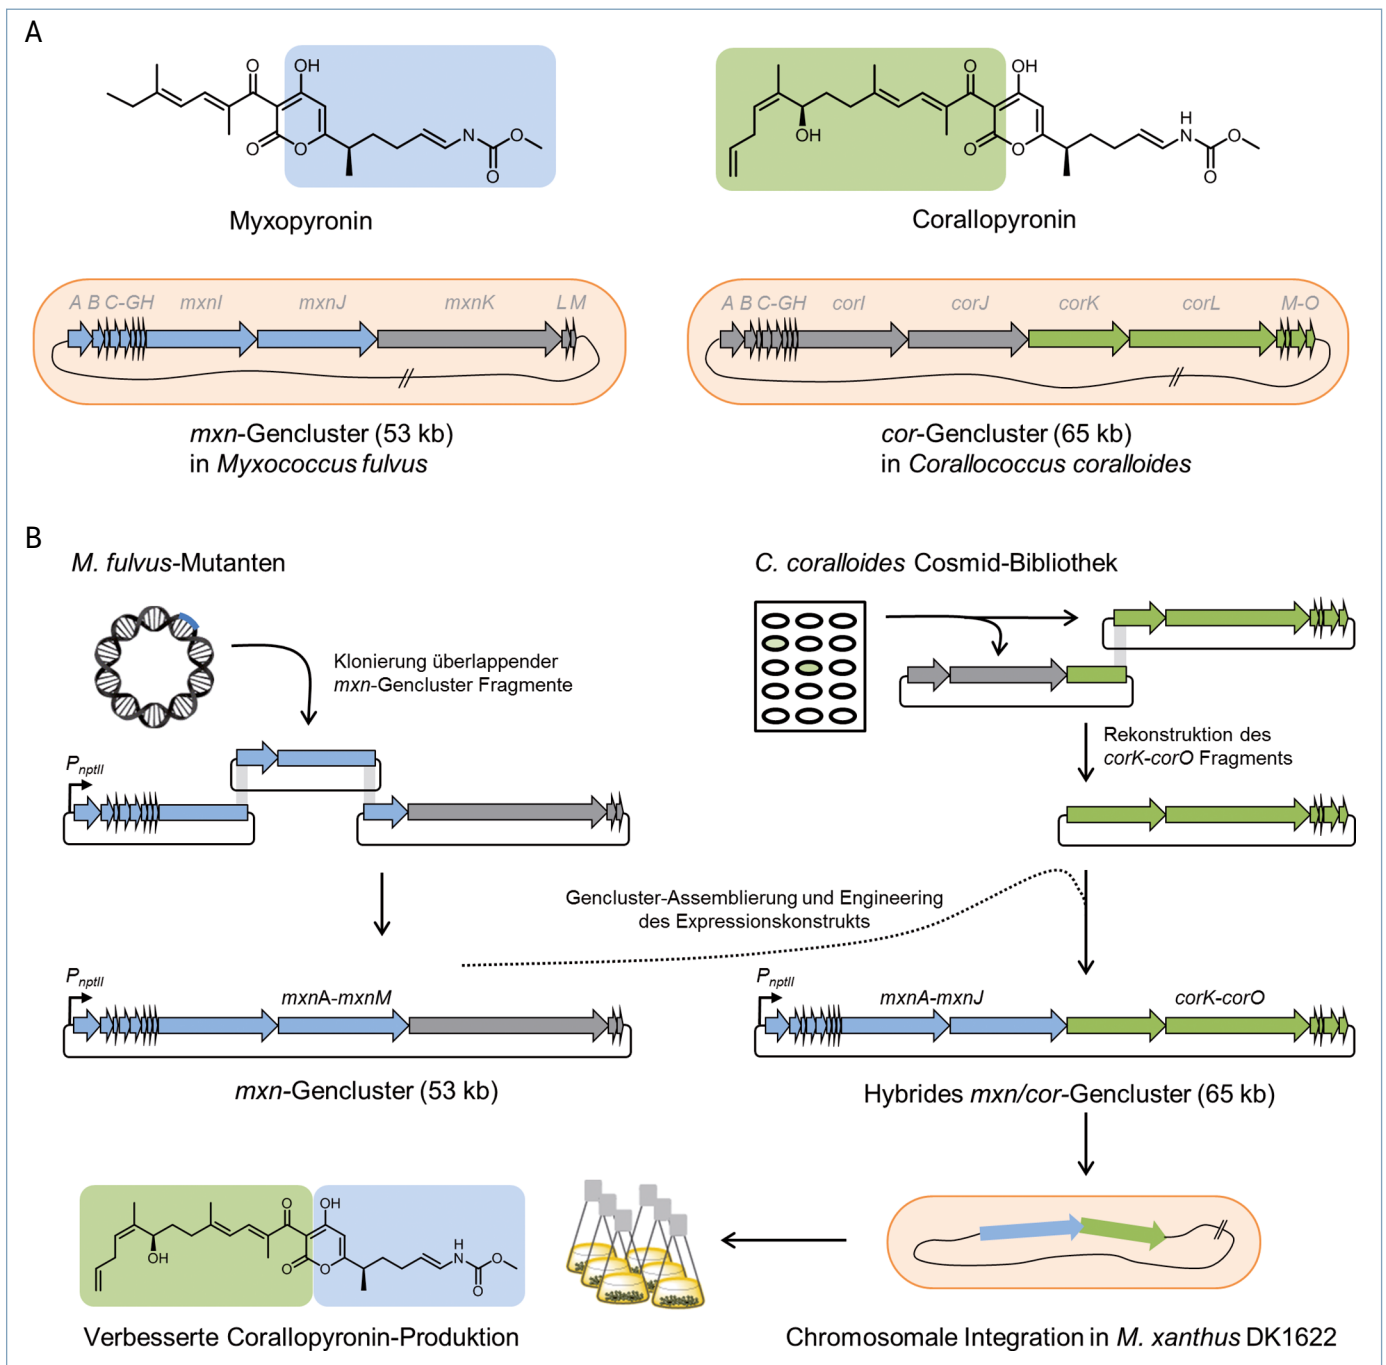 A
OH
O
O
O
N
O
O
Myxopyronin
O
OH
OH
O
O
H
N
O
O
Corallopyronin
A B C-GH mxnI mxnJ mxnK L M
mxn-Gencluster (53 kb)
in Myxococcus fulvus
A B C-GH corI corJ corK corL M-O
cor-Gencluster (65 kb)
in Corallococcus coralloides
B
M. fulvus-Mutanten
C. coralloides Cosmid-Bibliothek
Klonierung überlappender
mxn-Gencluster Fragmente
Rekonstruktion des
corK-corO Fragments
PnptII
Gencluster-Assemblierung und Engineering
des Expressionskonstrukts
PnptII
mxnA-mxnM
mxn-Gencluster (53 kb)
PnptII
mxnA-mxnJ corK-corO
Hybrides mxn/cor-Gencluster (65 kb)
O
OH
OH
O
O
H
N
O
O
Verbesserte Corallopyronin-Produktion
Chromosomale Integration in M. xanthus DK1622